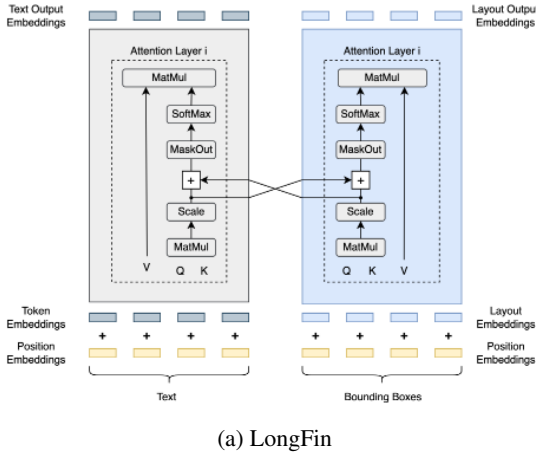 Text Output
Embeddings
Layout Output
Embeddings
Attention Layer i
MatMul
SoftMax
MaskOut
+
Scale
MatMul
V
Q
K
Attention Layer i
MatMul
SoftMax
MaskOut
+
Scale
MatMul
Q
K
V
Token
Embeddings
Layout
Embeddings
+ + + +
+ + + +
Position
Embeddings
Position
Embeddings
Text
Bounding Boxes
(a) LongFin